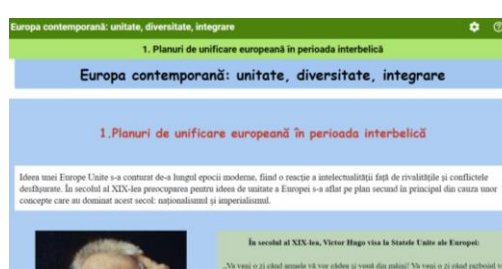 Europa contemporană: unitate, diversitate, integrare
1. Planuri de unificare europeană în perioada interbelică
Europa contemporană: unitate, diversitate, integrare
1.Planuri de unificare europeană în perioada interbelică
Ideea unei Europe Unite s-a conturat de-a lungul epocii moderne, fiind o reacție a intelectualității față de rivalitățile și conflictele
desfășurate. În secolul al XIX-lea preocuparea pentru ideea de unitate a Europei s-a aflat pe plan secund în principal din cauza unor
concepte care au dominat acest secol: naționalismul și imperialismul.
În secolul al XIX-lea, Victor Hugo visa la Statele Unite ale Europei:
„Va veni o zi când armele vă vor cădea și vouă din mâini! Va veni o zi când războiul v